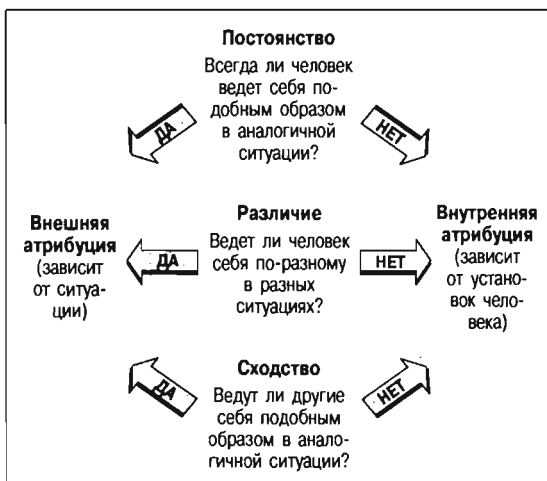 Постоянство
Всегда ли человек
ведет себя по-
добным образом
в аналогичной
ситуации?
ДА
НЕТ
Внешняя
атрибуция
(зависит
от ситуа-
ции)
ДА
Различие
Ведет ли человек
себя по-разному
в разных
ситуациях?
НЕТ
Внутренняя
атрибуция
(зависит
от устано-
вок чело-
века)
ДА
Сходство
Ведут ли другие
себя подобным
образом в анало-
гичной ситуации?
НЕТ